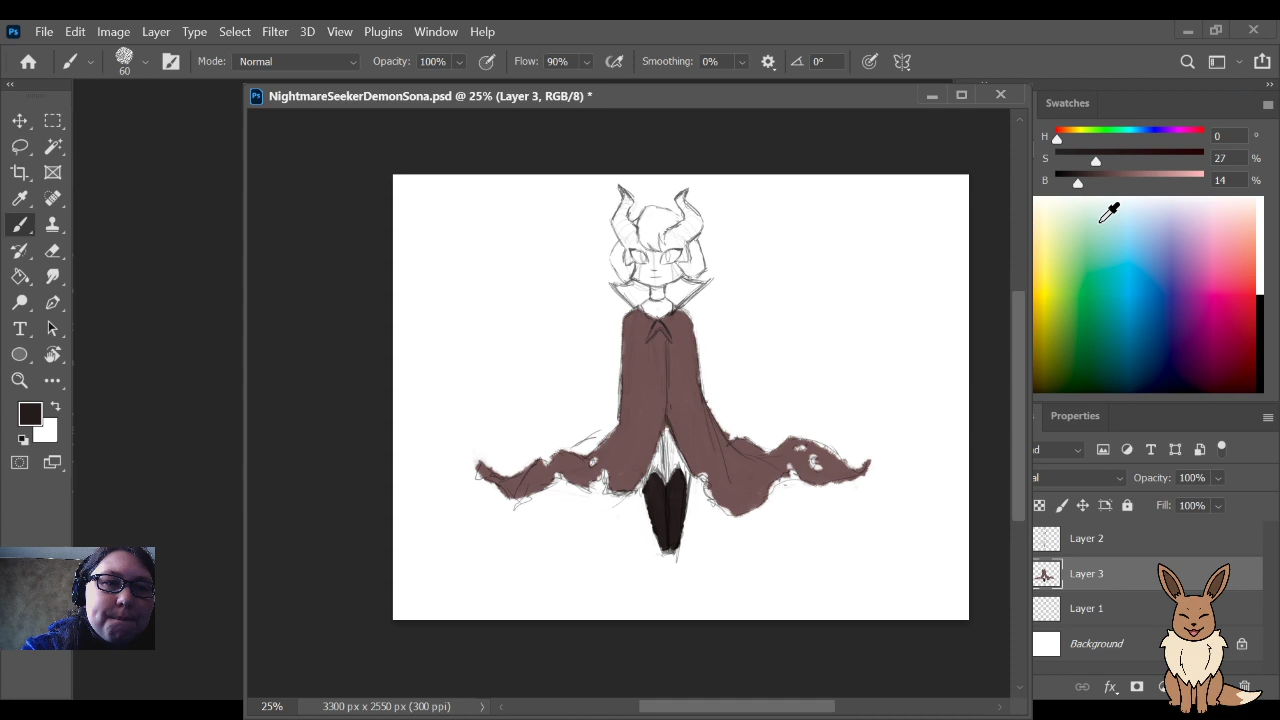 Ps File Edit Image Layer Type Select Filter 3D View Plugins Window Help
60 Mode: Normal Opacity: 100% Flow: 90% Smoothing: 0% 0°
Ps NightmareSeekerDemonSona.psd @ 25% (Layer 3, RGB/8) *
Swatches
H 0 °
S 27 %
B 14 %
Properties
Opacity: 100%
Fill: 100%
Layer 2
Layer 3
Layer 1
Background
fx
25% 3300 px x 2550 px (300 ppi)